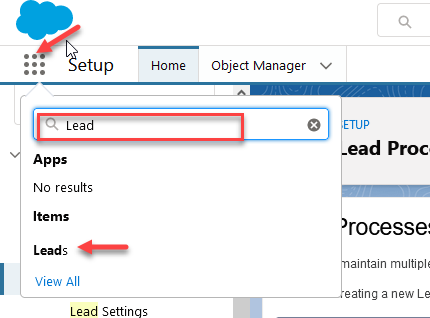 Setup
Home
Object Manager
Lead
Apps
No results
Items
Leads
View All
Lead Settings
SETUP
Lead Proc
Processes
maintain multiple
reating a new Le